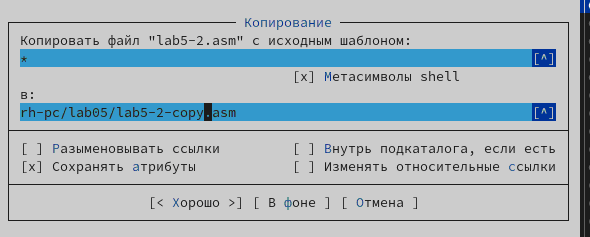 Копирование
Копировать файл "lab5-2.asm" с исходным шаблоном:
* [^]
[x] Метасимволы shell
в:
rh-pc/lab05/lab5-2-copy.asm [^]
[ ] Разыменовывать ссылки [ ] Внутрь подкаталога, если есть
[x] Сохранять атрибуты [ ] Изменять относительные ссылки
[< Хорошо >] [ В фоне ] [ Отмена ]